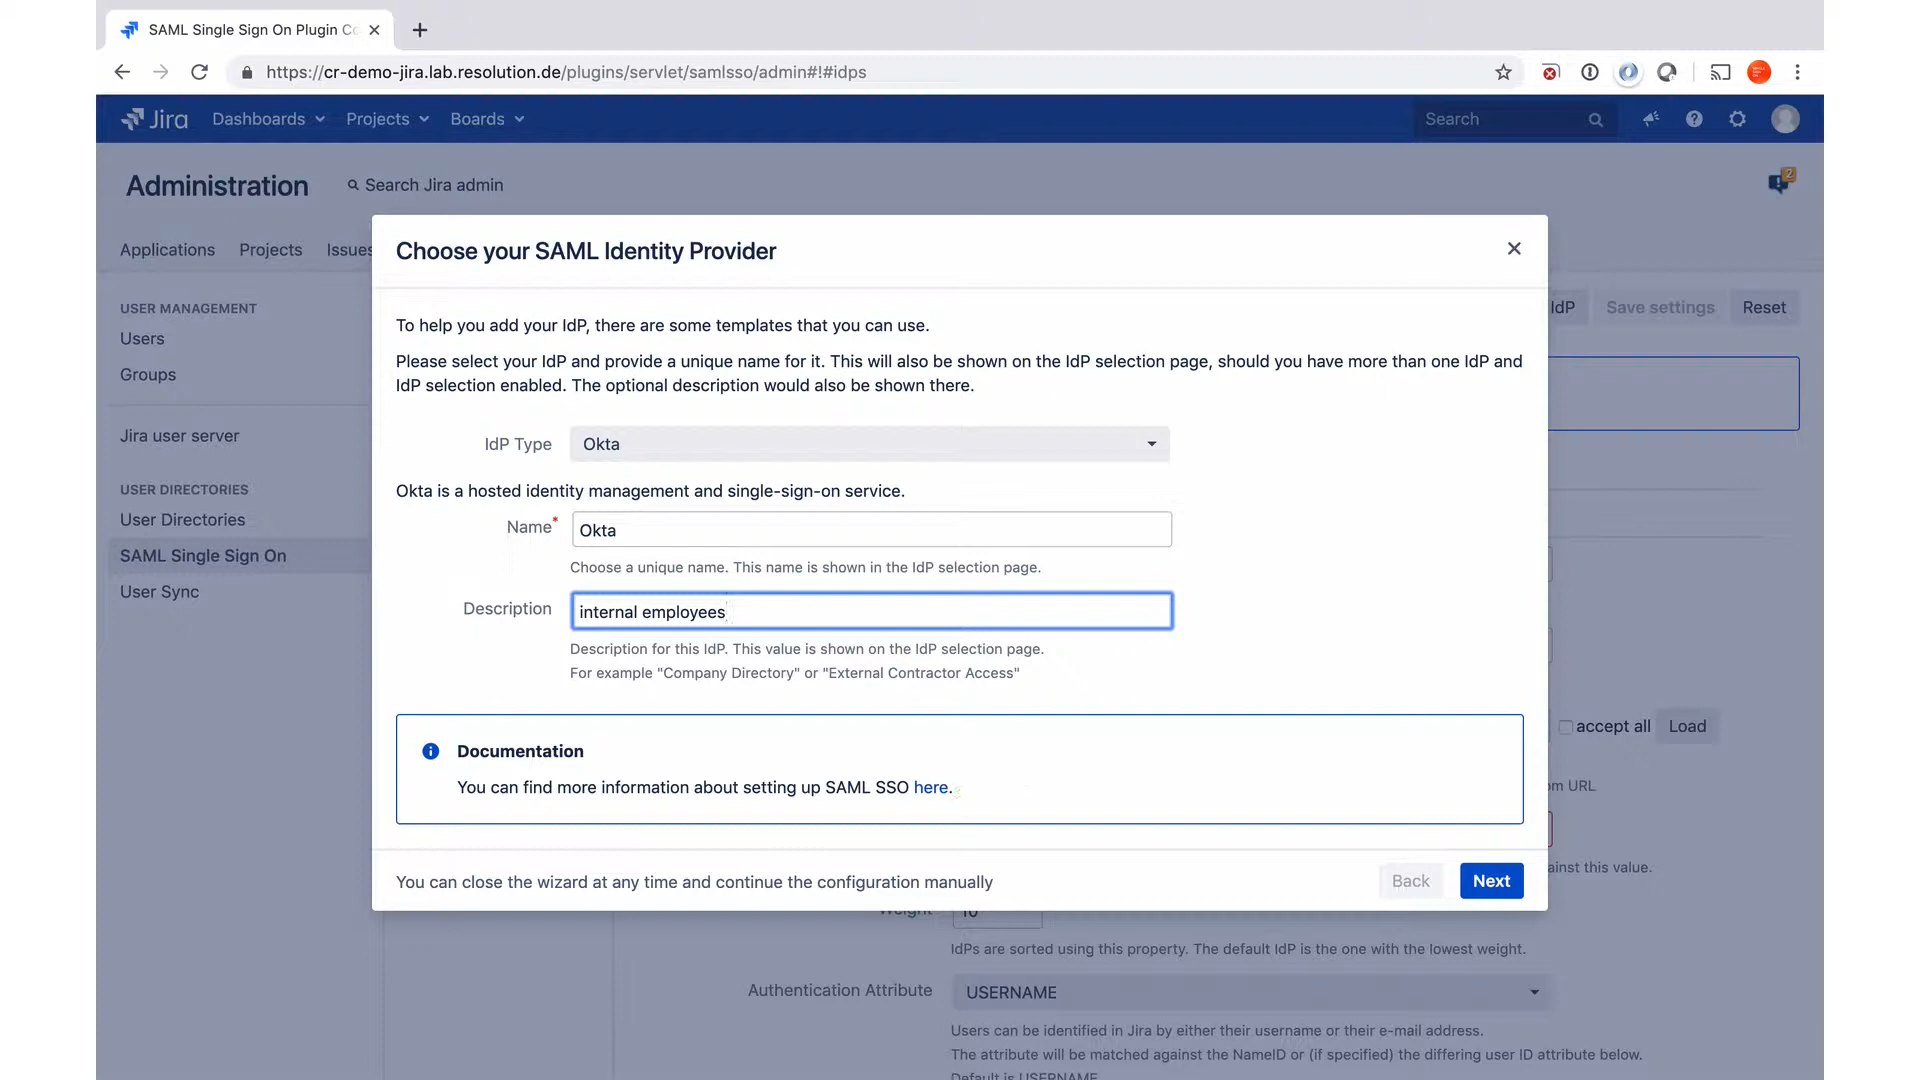 SAML Single Sign On Plugin Co
https://cr-demo-jira.lab.resolution.de/plugins/servlet/samlsso/admin#!#idps
Jira Dashboards Projects Boards Search
Administration Search Jira admin 2
Applications Projects Issues
USER MANAGEMENT
Users
Groups
Jira user server
USER DIRECTORIES
User Directories
SAML Single Sign On
User Sync
IdP Save settings Reset
Choose your SAML Identity Provider
To help you add your IdP, there are some templates that you can use.
Please select your IdP and provide a unique name for it. This will also be shown on the IdP selection page, should you have more than one IdP and
IdP selection enabled. The optional description would also be shown there.
IdP Type Okta
Okta is a hosted identity management and single-sign-on service.
Name* Okta
Choose a unique name. This name is shown in the IdP selection page.
Description internal employees
Description for this IdP. This value is shown on the IdP selection page.
For example "Company Directory" or "External Contractor Access"
Documentation
You can find more information about setting up SAML SSO here.
You can close the wizard at any time and continue the configuration manually
Back Next
accept all Load
om URL
ainst this value.
Weight 10
IdPs are sorted using this property. The default IdP is the one with the lowest weight.
Authentication Attribute USERNAME
Users can be identified in Jira by either their username or their e-mail address.
The attribute will be matched against the NameID or (if specified) the differing user ID attribute below.
Default is USERNAME